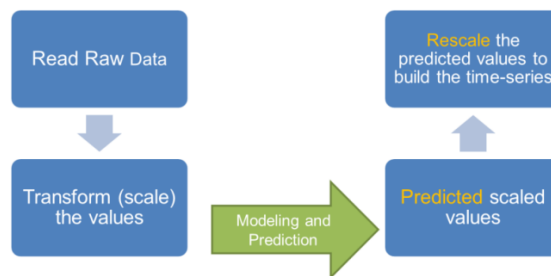 Read Raw Data
Transform (scale)
the values
Modeling and
Prediction
Predicted scaled
values
Rescale the
predicted values to
build the time-series